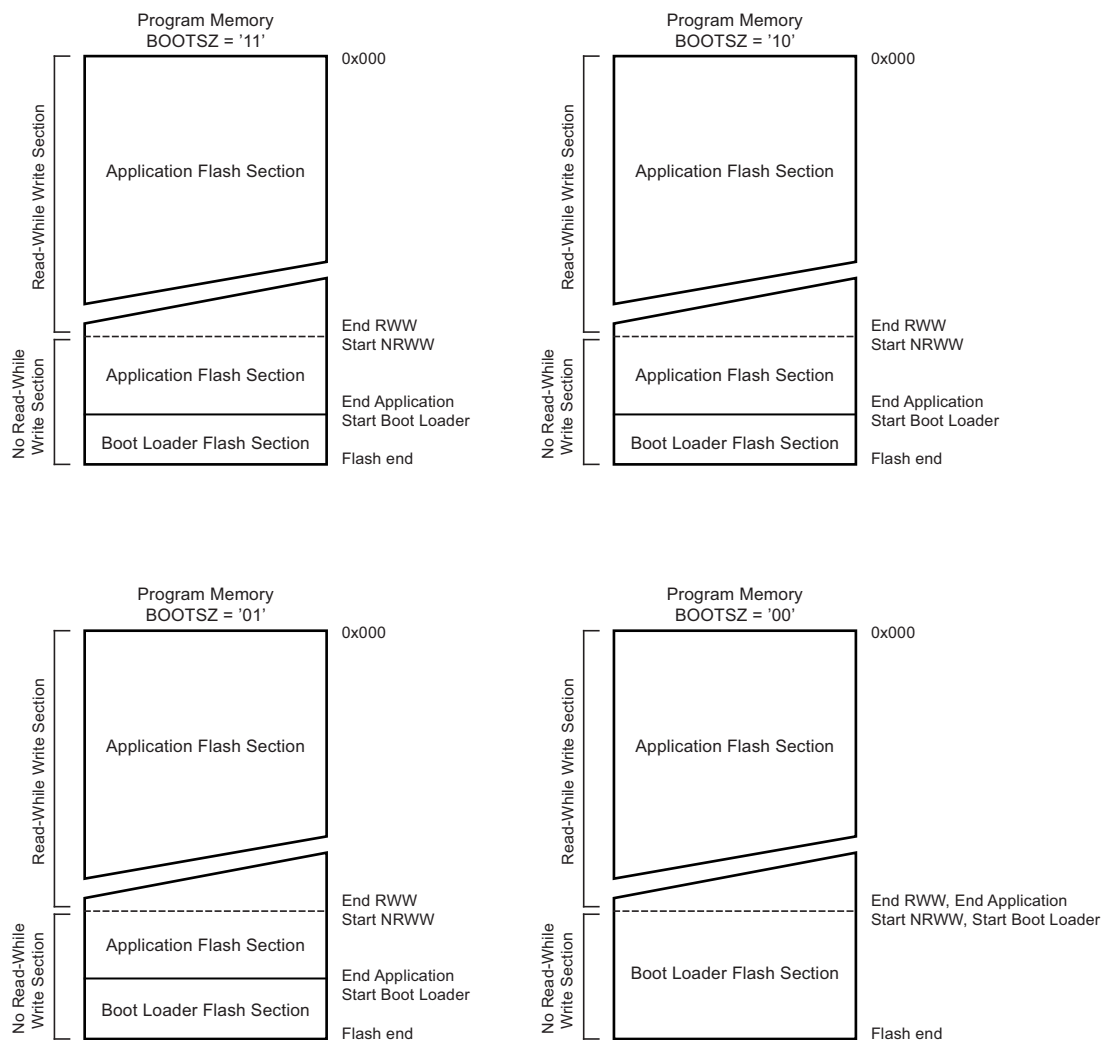 Program Memory
BOOTSZ = '11'
0x000
Read-While Write Section
Application Flash Section
End RWW
Start NRWW
No Read-While
Write Section
Application Flash Section
End Application
Start Boot Loader
Boot Loader Flash Section
Flash end
Program Memory
BOOTSZ = '10'
0x000
Read-While Write Section
Application Flash Section
End RWW
Start NRWW
No Read-While
Write Section
Application Flash Section
End Application
Start Boot Loader
Boot Loader Flash Section
Flash end
Program Memory
BOOTSZ = '01'
0x000
Read-While Write Section
Application Flash Section
End RWW
Start NRWW
No Read-While
Write Section
Application Flash Section
End Application
Start Boot Loader
Boot Loader Flash Section
Flash end
Program Memory
BOOTSZ = '00'
0x000
Read-While Write Section
Application Flash Section
End RWW, End Application
Start NRWW, Start Boot Loader
No Read-While
Write Section
Boot Loader Flash Section
Flash end